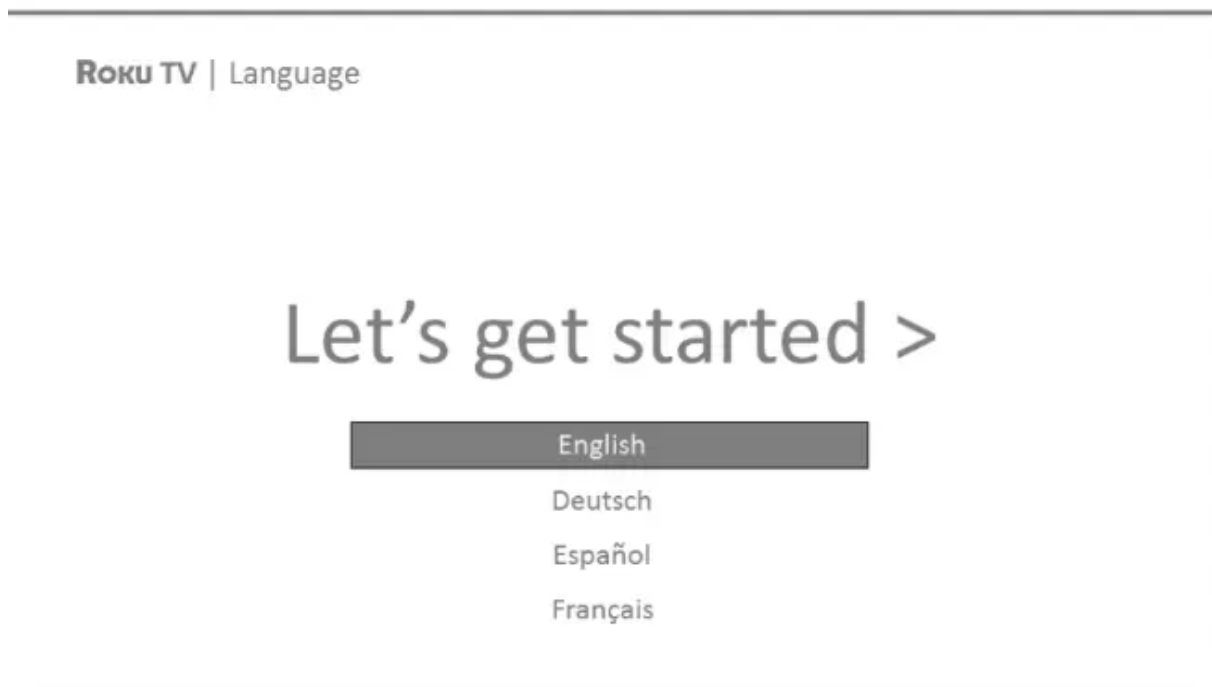 ROKU TV | Language
Let's get started >
English
Deutsch
Español
Français